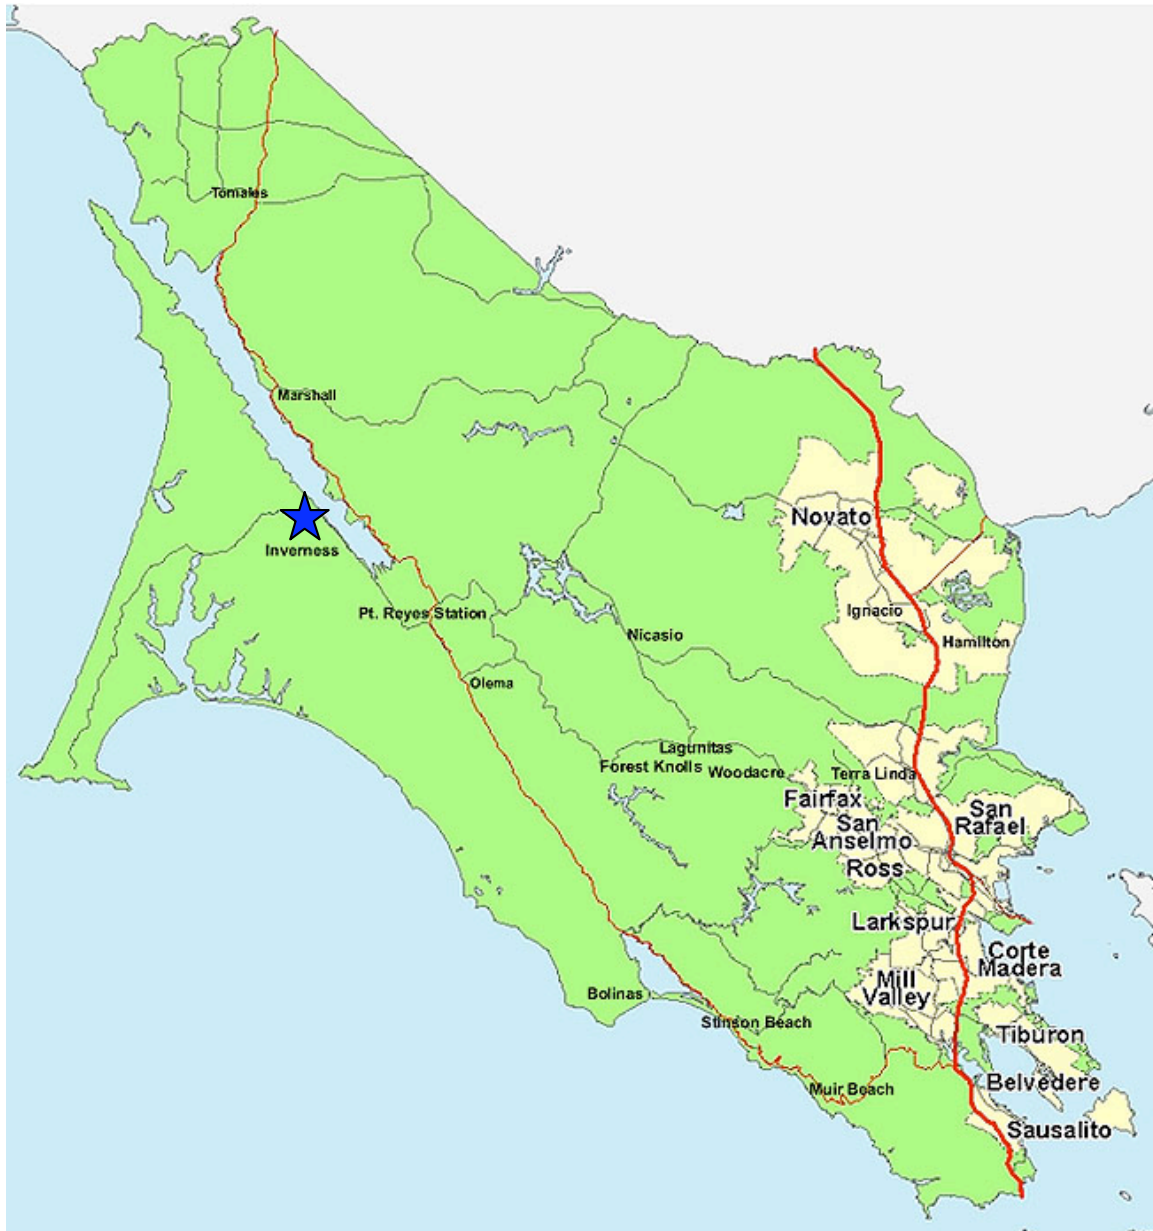 Tomales
Marshall
Novato
Inverness
Ignacio
Pt. Reyes Station
Nicasio
Hamilton
Olema
Lagunitas
Forest Knolls
Woodacre
Terra Linda
Fairfax
San
Rafael
San
Anselmo
Ross
Larkspur
Corte
Madera
Mill
Valley
Bolinas
Stinson Beach
Tiburon
Muir Beach
Belvedere
Sausalito